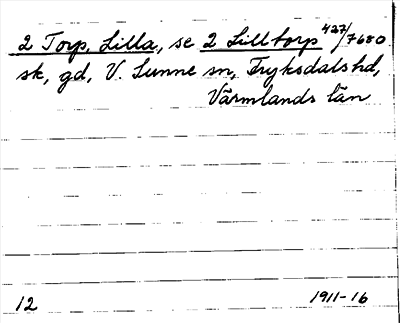 2 Torp, Lilla, se 2 Lilltorp 427/7680
sk, gd, V. Sunne sn, Fryksdals hd,
Värmlands län
12 1911-16